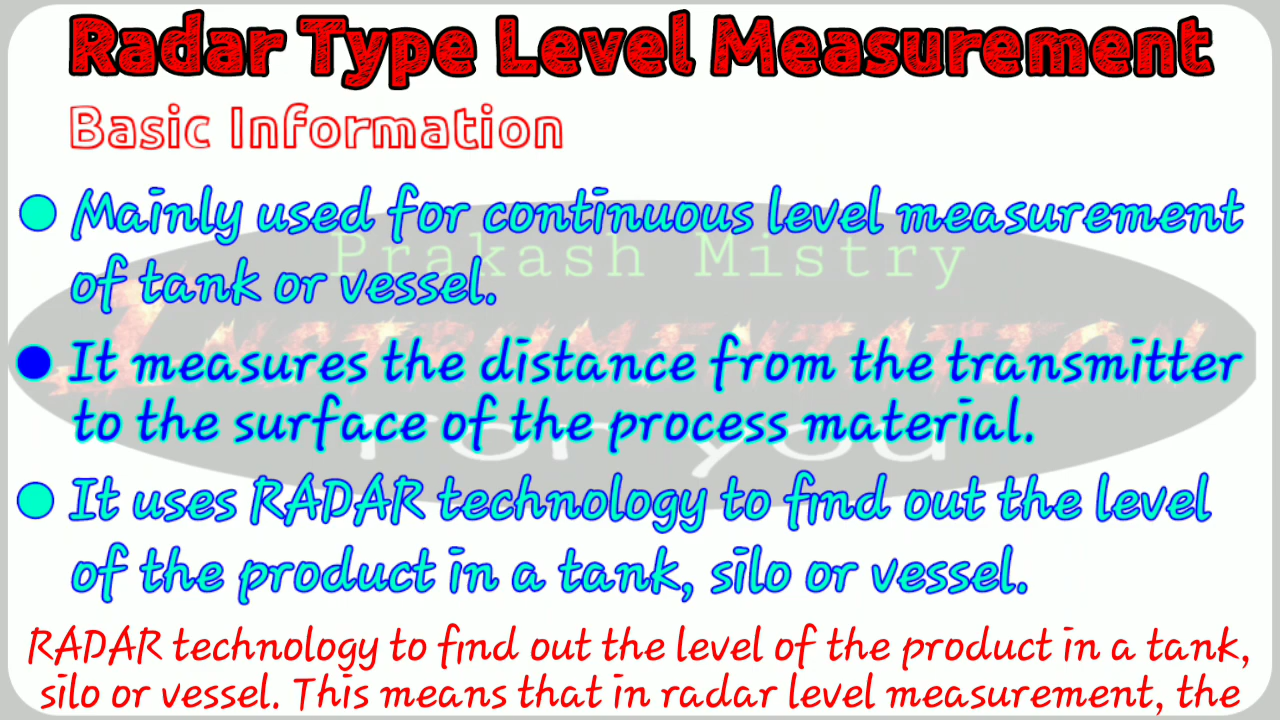 Radar Type Level Measurement
Basic Information
Mainly used for continuous level measurement
Prakash Mistry
of tank or vessel.
INSTRUMENTATION
It measures the distance from the transmitter
to the surface of the process material.
For you
It uses RADAR technology to find out the level
of the product in a tank, silo or vessel.
RADAR technology to find out the level of the product in a tank,
silo or vessel. This means that in radar level measurement, the